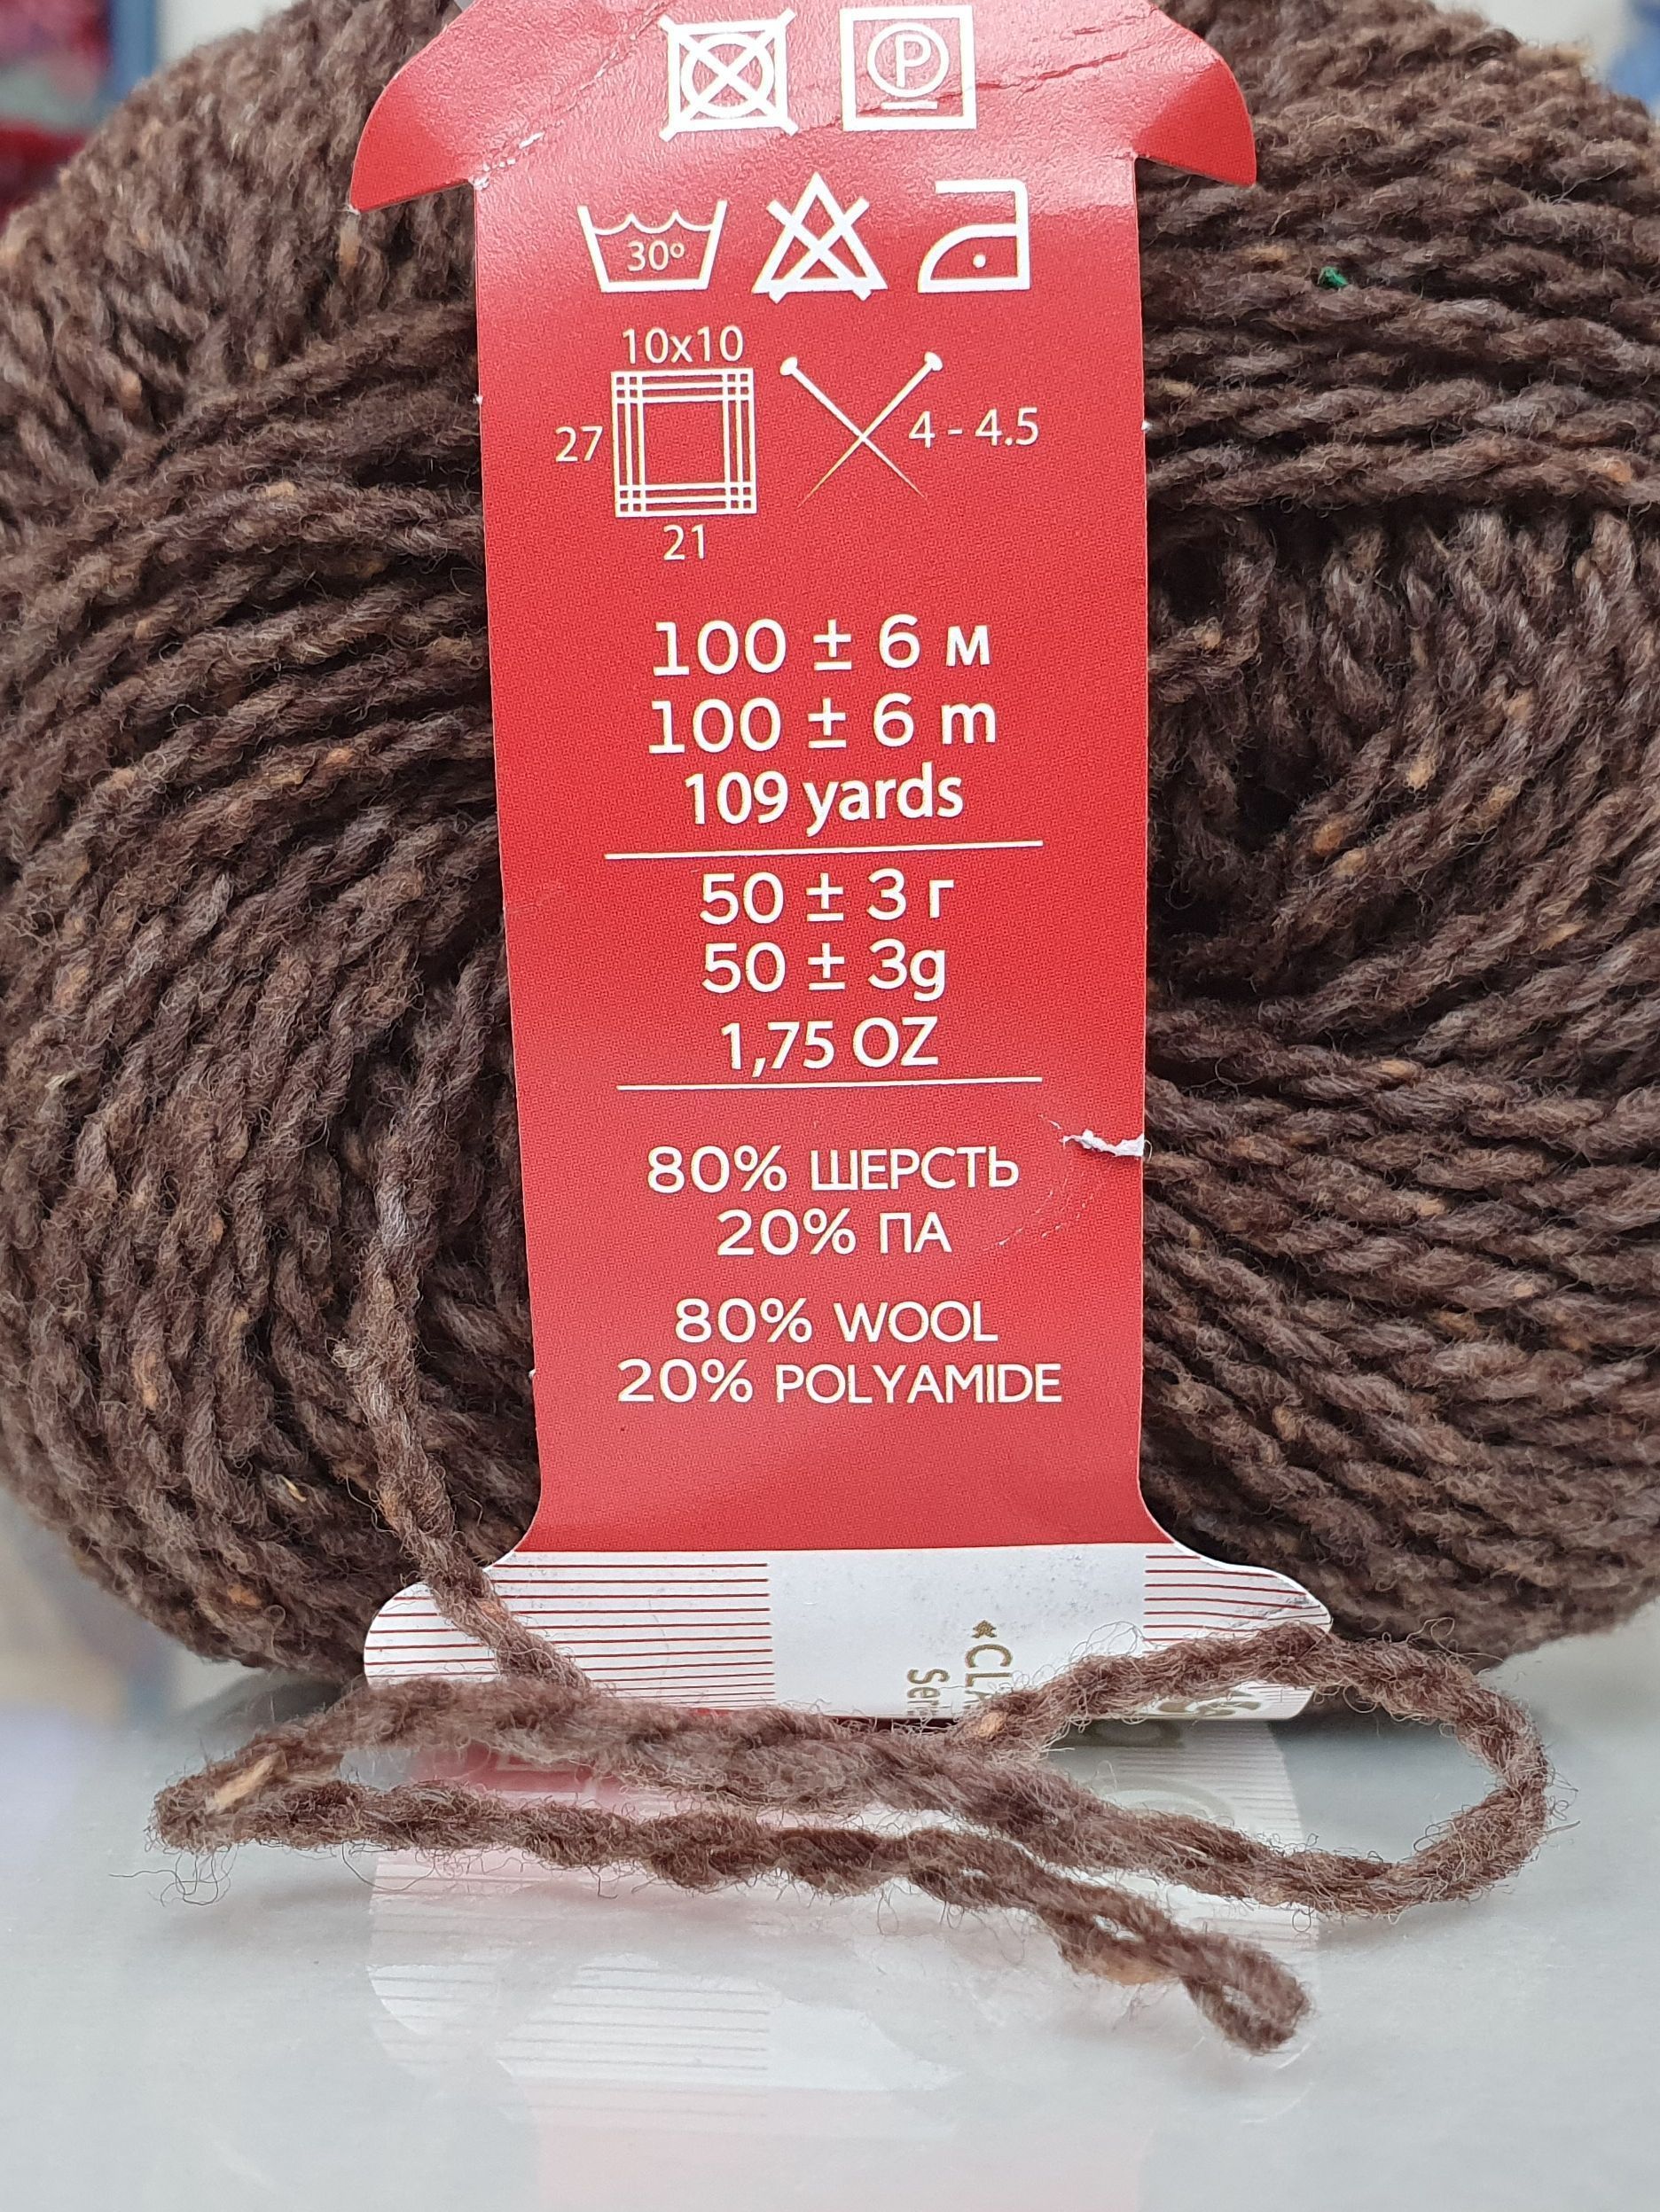 P
30°
10x10
27
4 - 4.5
21
100 ± 6 м
100 ± 6 m
109 yards
50 ± 3 г
50 ± 3g
1,75 OZ
80% ШЕРСТЬ
20% ПА
80% WOOL
20% POLYAMIDE